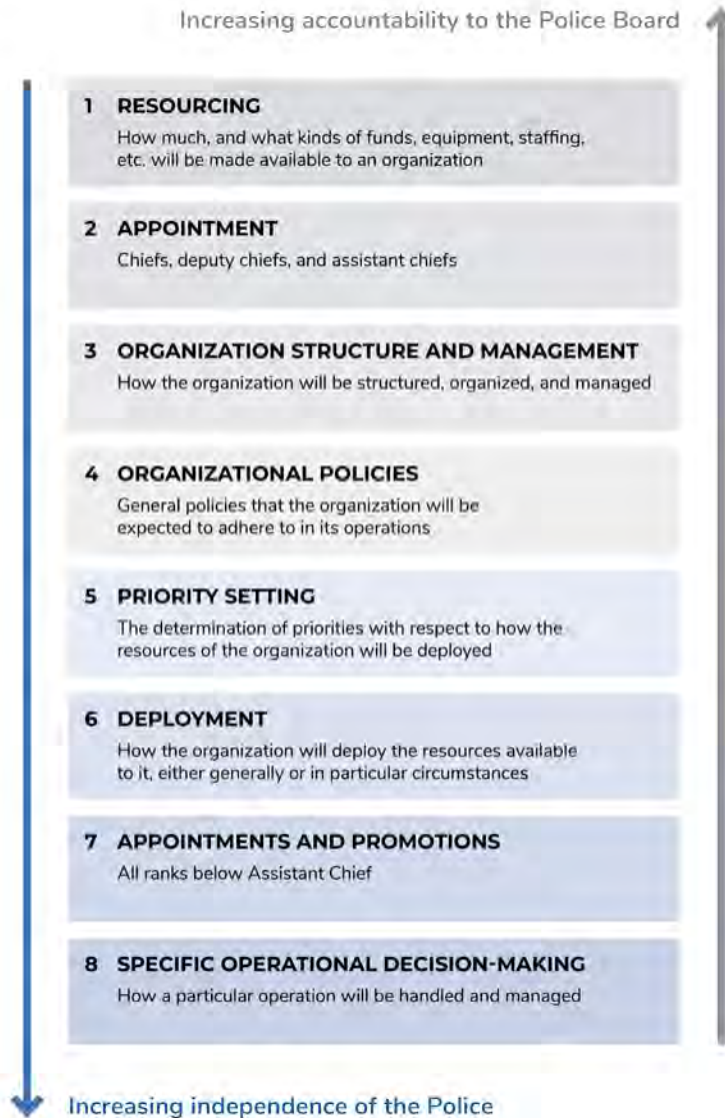 Increasing accountability to the Police Board
1 RESOURCING
How much, and what kinds of funds, equipment, staffing,
etc. will be made available to an organization
2 APPOINTMENT
Chiefs, deputy chiefs, and assistant chiefs
3 ORGANIZATION STRUCTURE AND MANAGEMENT
How the organization will be structured, organized, and managed
4 ORGANIZATIONAL POLICIES
General policies that the organization will be
expected to adhere to in its operations
5 PRIORITY SETTING
The determination of priorities with respect to how the
resources of the organization will be deployed
6 DEPLOYMENT
How the organization will deploy the resources available
to it, either generally or in particular circumstances
7 APPOINTMENTS AND PROMOTIONS
All ranks below Assistant Chief
8 SPECIFIC OPERATIONAL DECISION-MAKING
How a particular operation will be handled and managed
Increasing independence of the Police